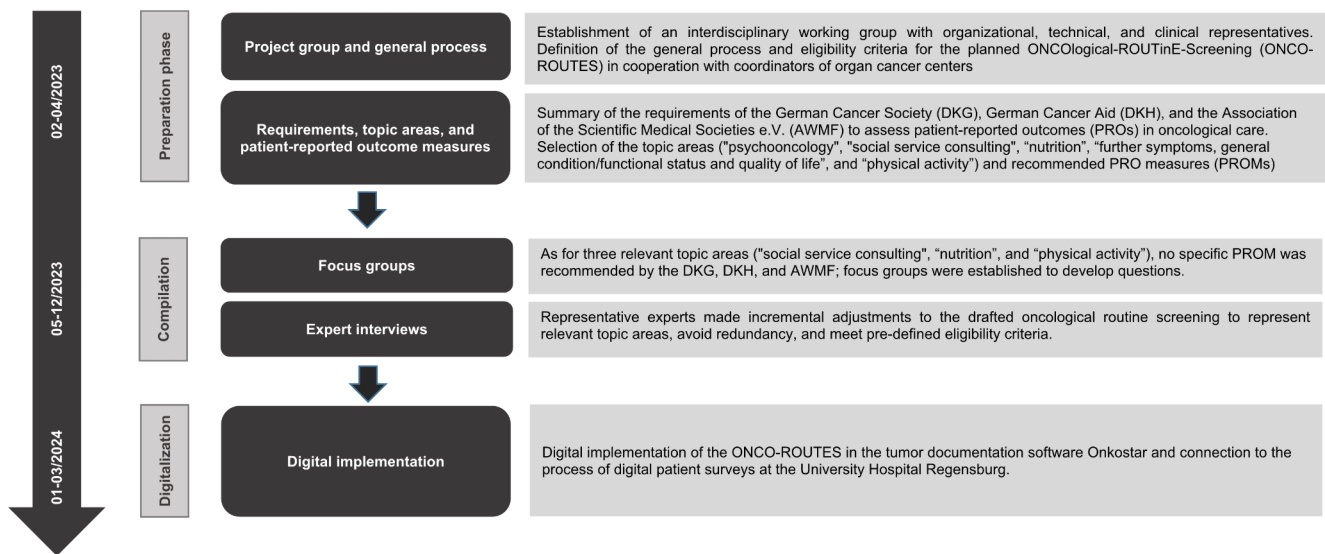 02-04/2023
Preparation phase
Project group and general process
Establishment of an interdisciplinary working group with organizational, technical, and clinical representatives.
Definition of the general process and eligibility criteria for the planned ONCOlogical-ROUTinE-Screening (ONCO-
ROUTES) in cooperation with coordinators of organ cancer centers
Requirements, topic areas, and
patient-reported outcome measures
Summary of the requirements of the German Cancer Society (DKG), German Cancer Aid (DKH), and the Association
of the Scientific Medical Societies e.V. (AWMF) to assess patient-reported outcomes (PROs) in oncological care.
Selection of the topic areas ("psychooncology", "social service consulting", “nutrition”, “further symptoms, general
condition/functional status and quality of life”, and “physical activity”) and recommended PRO measures (PROMs)
05-12/2023
Compilation
Focus groups
As for three relevant topic areas ("social service consulting", “nutrition”, and “physical activity”), no specific PROM was
recommended by the DKG, DKH, and AWMF; focus groups were established to develop questions.
Expert interviews
Representative experts made incremental adjustments to the drafted oncological routine screening to represent
relevant topic areas, avoid redundancy, and meet pre-defined eligibility criteria.
01-03/2024
Digitalization
Digital implementation
Digital implementation of the ONCO-ROUTES in the tumor documentation software Onkostar and connection to the
process of digital patient surveys at the University Hospital Regensburg.